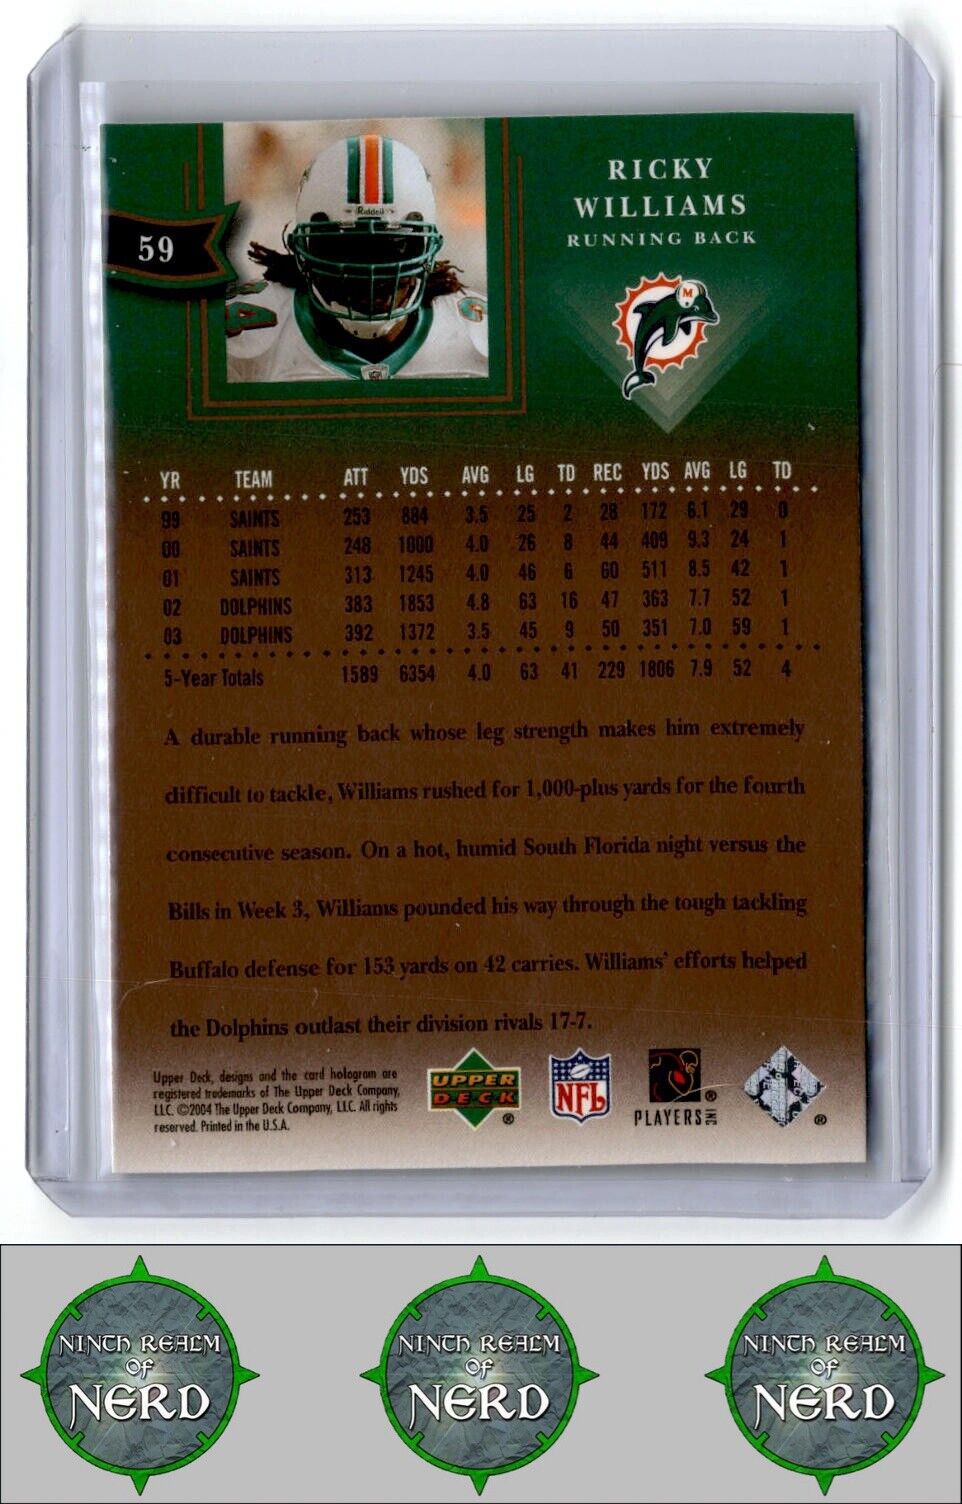 59
Riddell
RICKY
WILLIAMS
RUNNING BACK
M
YR TEAM ATT YDS AVG LG TD REC YDS AVG LG TD
99 SAINTS 253 884 3.5 25 2 28 172 6.1 29 0
00 SAINTS 248 1000 4.0 26 8 44 409 9.3 24 1
01 SAINTS 313 1245 4.0 46 6 60 511 8.5 42 1
02 DOLPHINS 383 1853 4.8 63 16 47 363 7.7 52 1
03 DOLPHINS 392 1372 3.5 45 9 50 351 7.0 59 1
5-Year Totals 1589 6354 4.0 63 41 229 1806 7.9 52 4
A durable running back whose leg strength makes him extremely
difficult to tackle, Williams rushed for 1,000-plus yards for the fourth
consecutive season. On a hot, humid South Florida night versus the
Bills in Week 3, Williams pounded his way through the tough tackling
Buffalo defense for 153 yards on 42 carries. Williams' efforts helped
the Dolphins outlast their division rivals 17-7.
Upper Deck, designs and the card hologram are
registered trademarks of The Upper Deck Company,
LLC. ©2004 The Upper Deck Company, LLC. All rights
reserved. Printed in the U.S.A.
UPPER
DECK ®
NFL
PLAYERS INC ®
®
NINTH REALM
OF
NERD
NINTH REALM
OF
NERD
NINTH REALM
OF
NERD